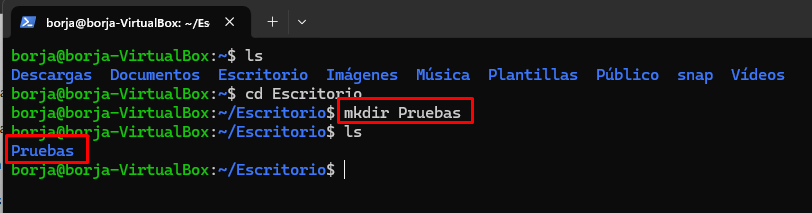 borja@borja-VirtualBox: ~/Es
borja@borja-VirtualBox:~$ ls
Descargas Documentos Escritorio Imágenes Música Plantillas Público snap Vídeos
borja@borja-VirtualBox:~$ cd Escritorio
borja@borja-VirtualBox:~/Escritorio$ mkdir Pruebas
borja@borja-VirtualBox:~/Escritorio$ ls
Pruebas
borja@borja-VirtualBox:~/Escritorio$